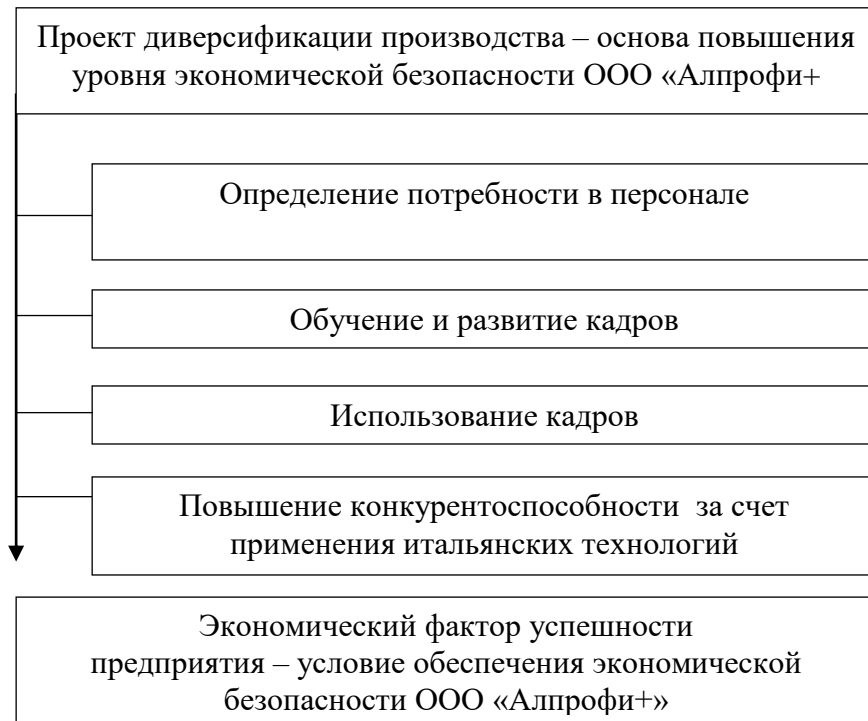 Проект диверсификации производства – основа повышения
уровня экономической безопасности ООО «Алпрофи+
Определение потребности в персонале
Обучение и развитие кадров
Использование кадров
Повышение конкурентоспособности за счет
применения итальянских технологий
Экономический фактор успешности
предприятия – условие обеспечения экономической
безопасности ООО «Алпрофи+»